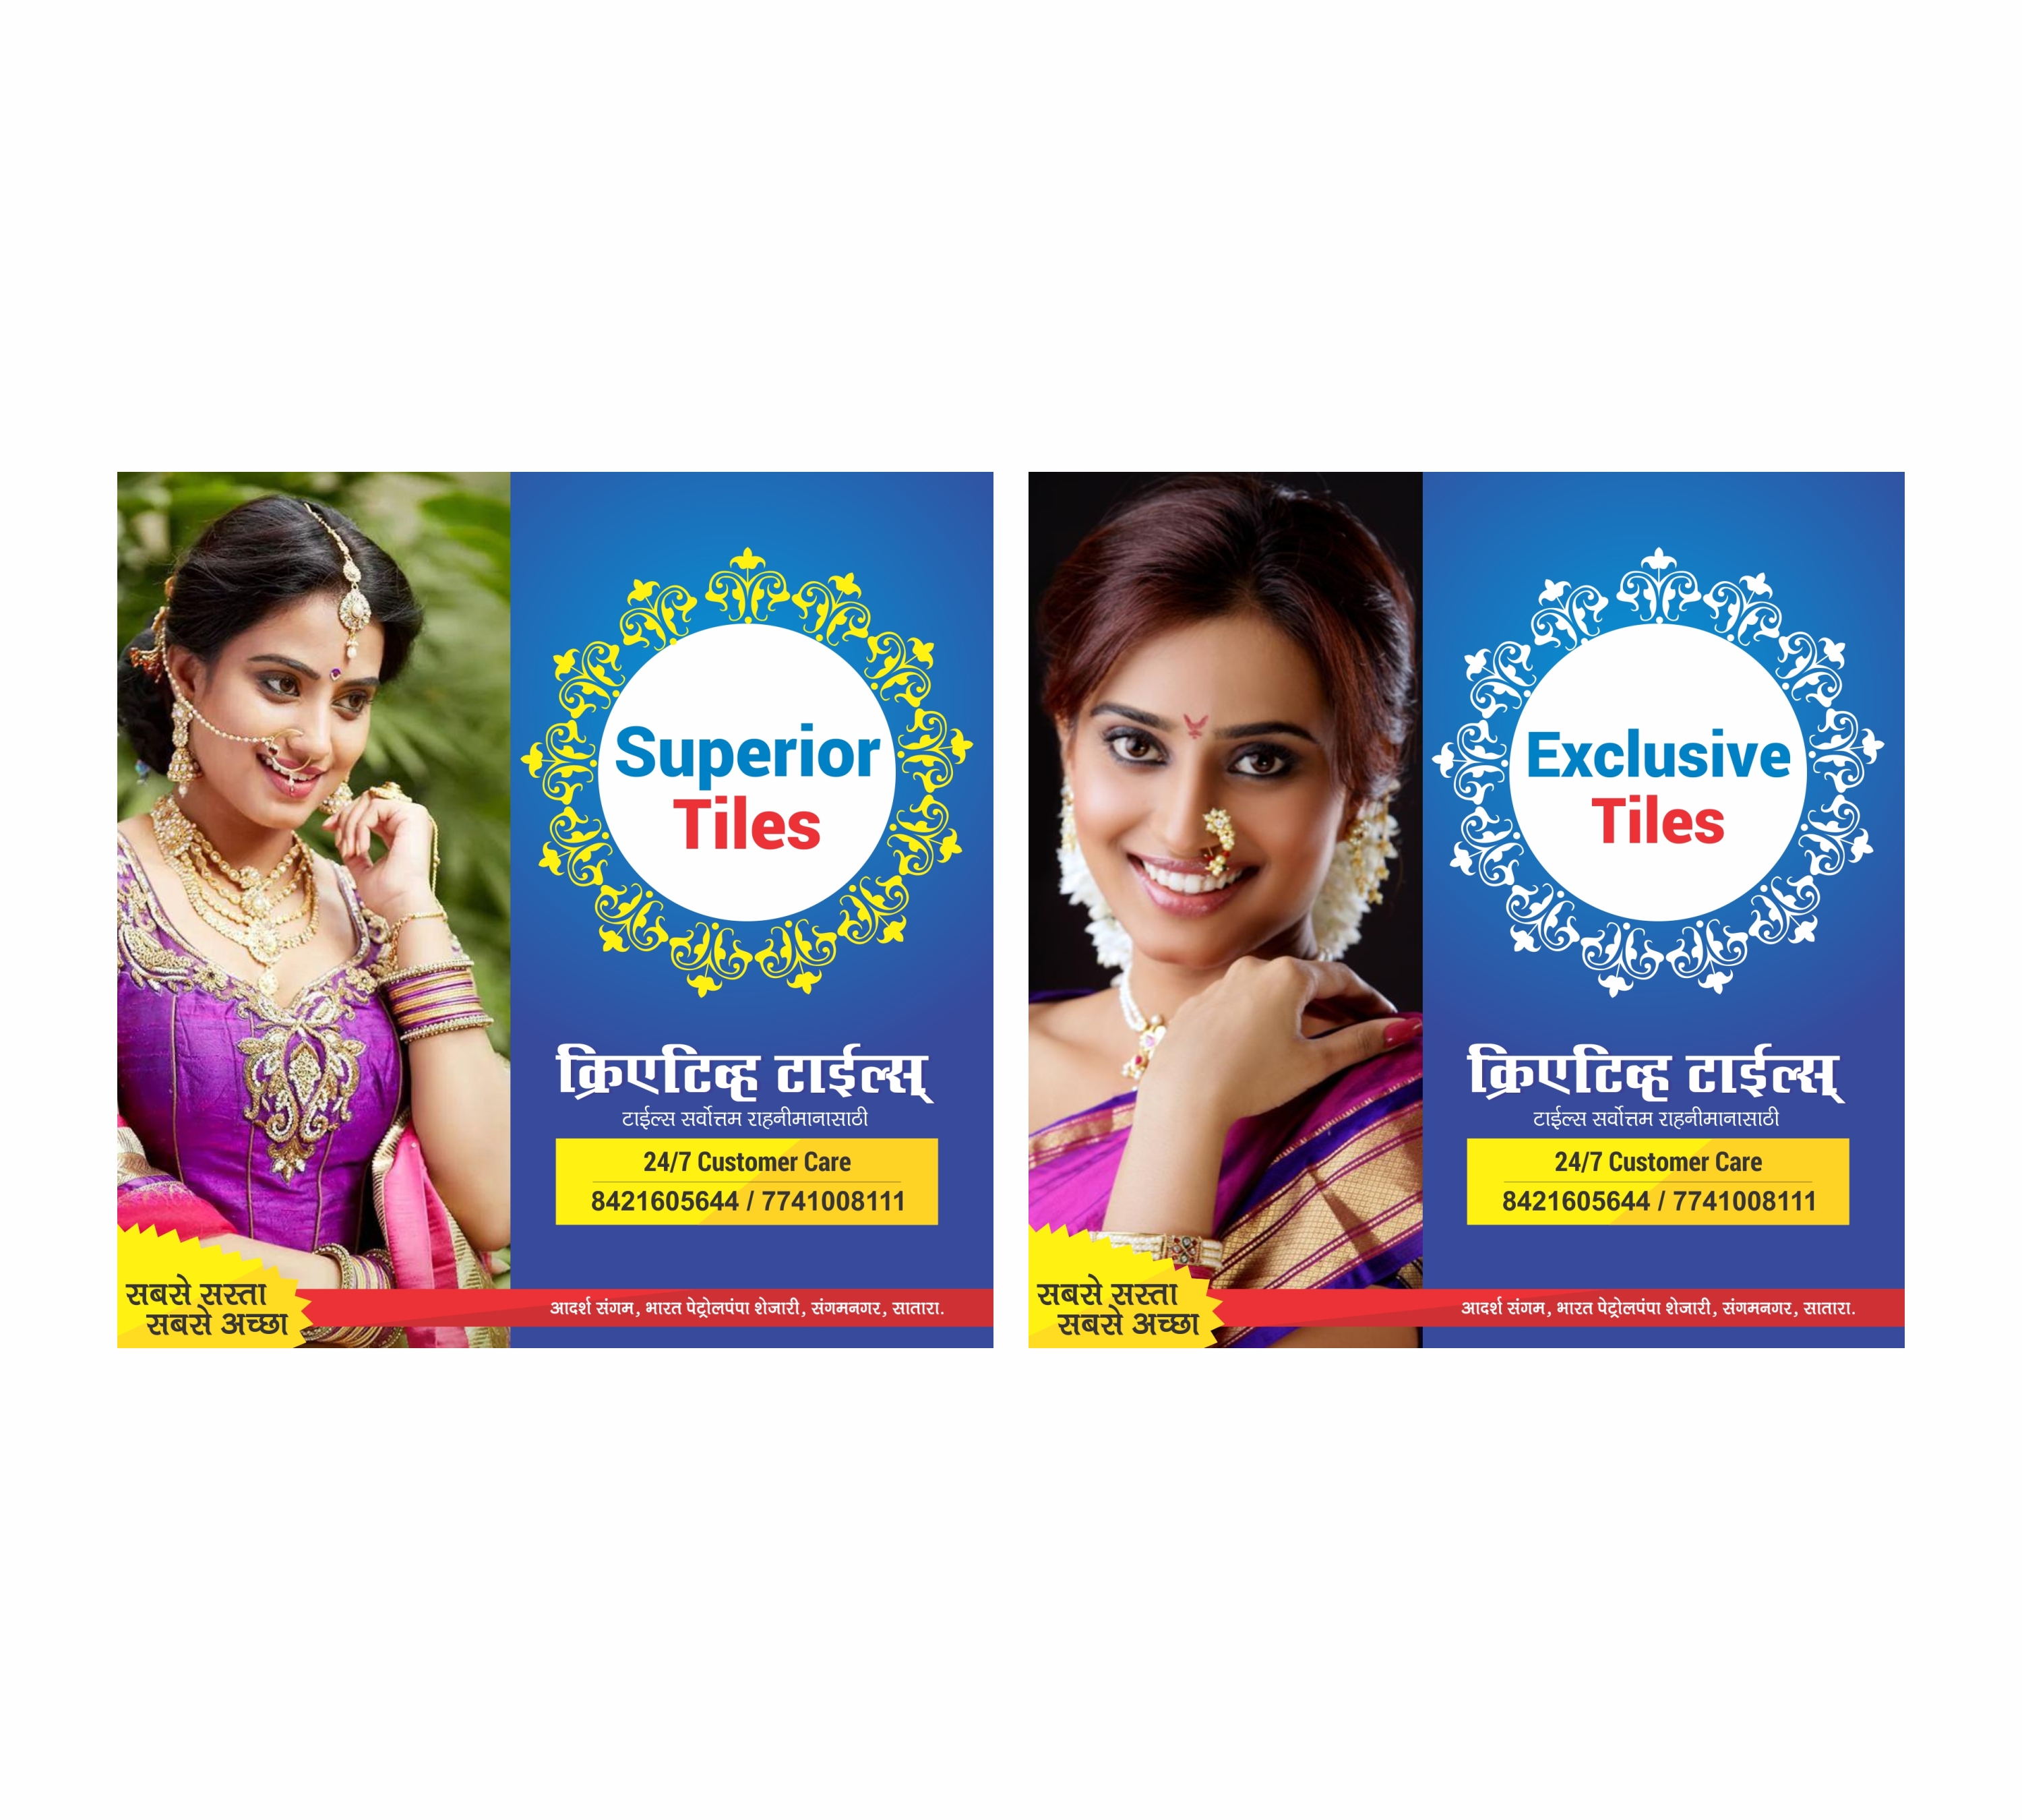 Superior
Tiles
क्रिएटिव्ह टाईल्स्
टाईल्स सर्वोत्तम राहनीमानासाठी
24/7 Customer Care
8421605644 / 7741008111
सबसे सस्ता
सबसे अच्छा
आदर्श संगम, भारत पेट्रोलपंपा शेजारी, संगमनगर, सातारा.
Exclusive
Tiles
क्रिएटिव्ह टाईल्स्
टाईल्स सर्वोत्तम राहनीमानासाठी
24/7 Customer Care
8421605644 / 7741008111
सबसे सस्ता
सबसे अच्छा
आदर्श संगम, भारत पेट्रोलपंपा शेजारी, संगमनगर, सातारा.